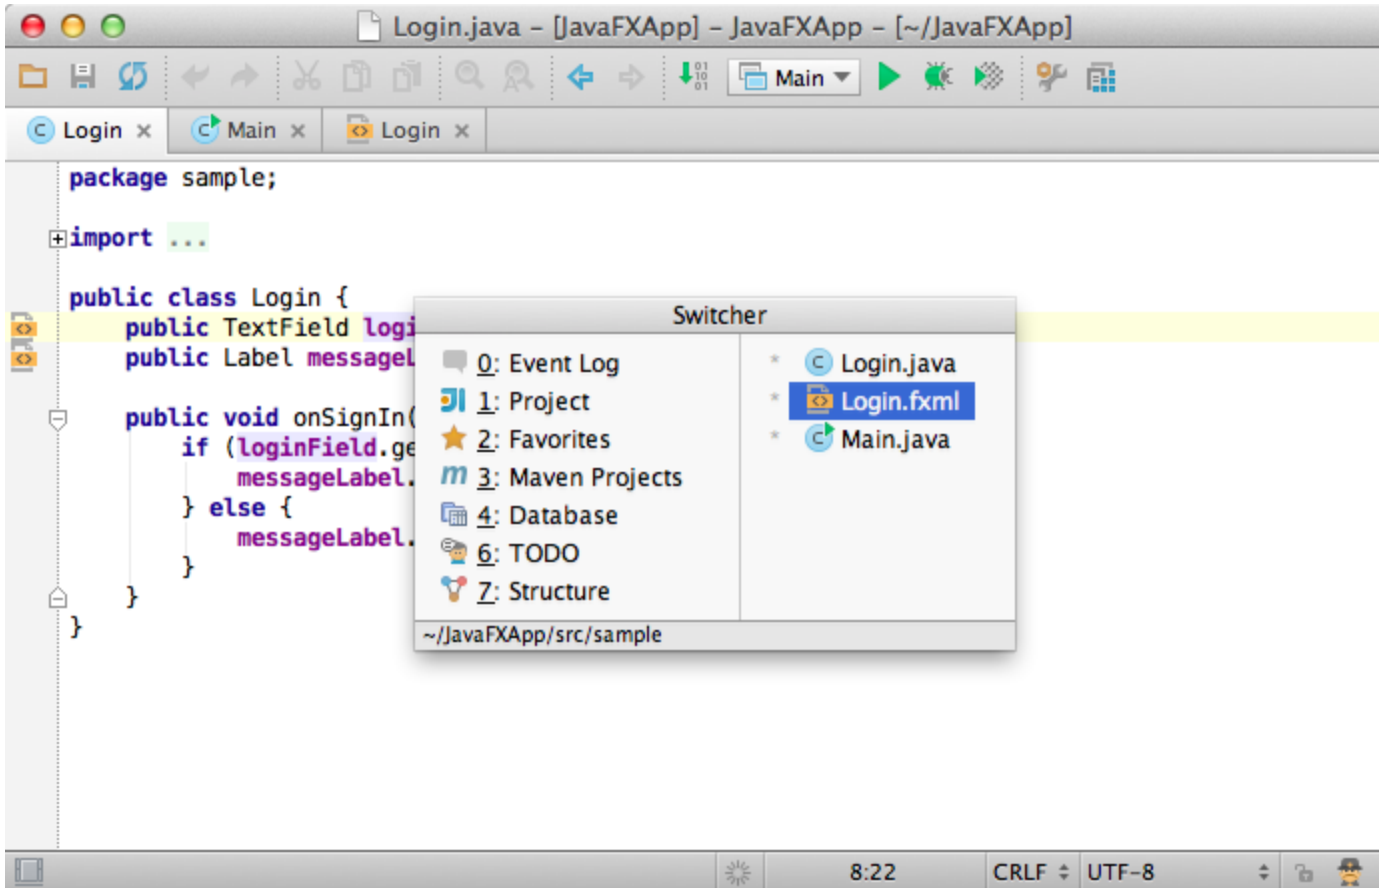 Login.java – [JavaFXApp] – JavaFXApp – [~/JavaFXApp]
Main
Login Main Login
package sample;
import ...
public class Login {
public TextField logi
public Label messageL
public void onSignIn(
if (loginField.ge
messageLabel.
} else {
messageLabel.
}
}
}
Switcher
0: Event Log
1: Project
2: Favorites
3: Maven Projects
4: Database
6: TODO
7: Structure
* Login.java
* Login.fxml
* Main.java
~/JavaFXApp/src/sample
8:22 CRLF UTF-8